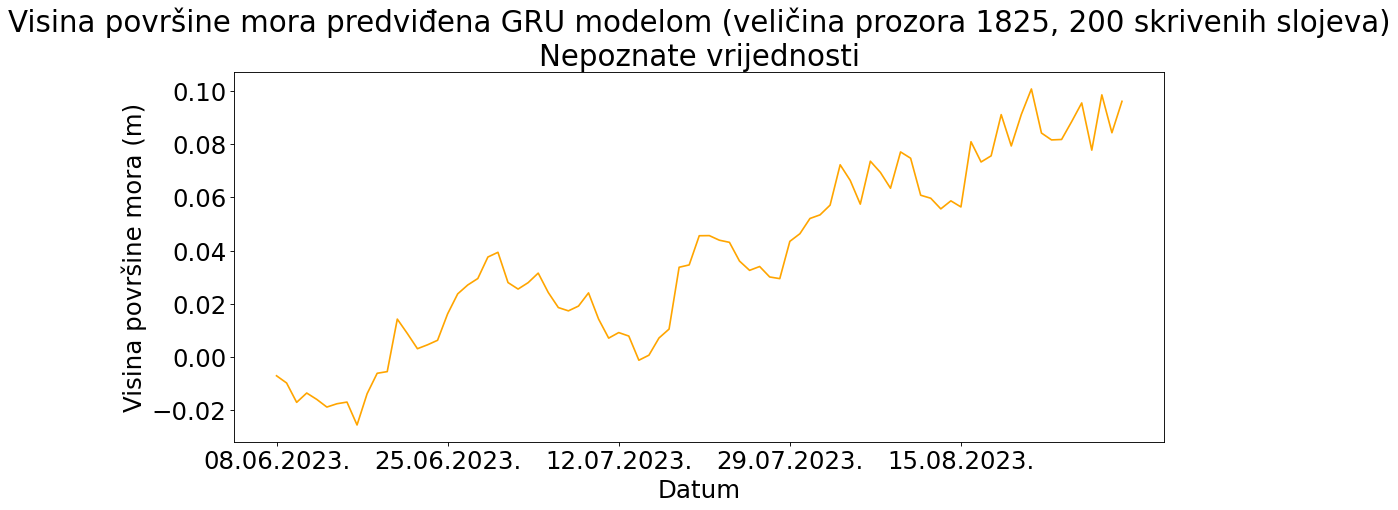 Visina površine mora predviđena GRU modelom (veličina prozora 1825, 200 skrivenih slojeva)
Nepoznate vrijednosti
Visina površine mora (m)
0.10
0.08
0.06
0.04
0.02
0.00
−0.02
08.06.2023. 25.06.2023. 12.07.2023. 29.07.2023. 15.08.2023.
Datum